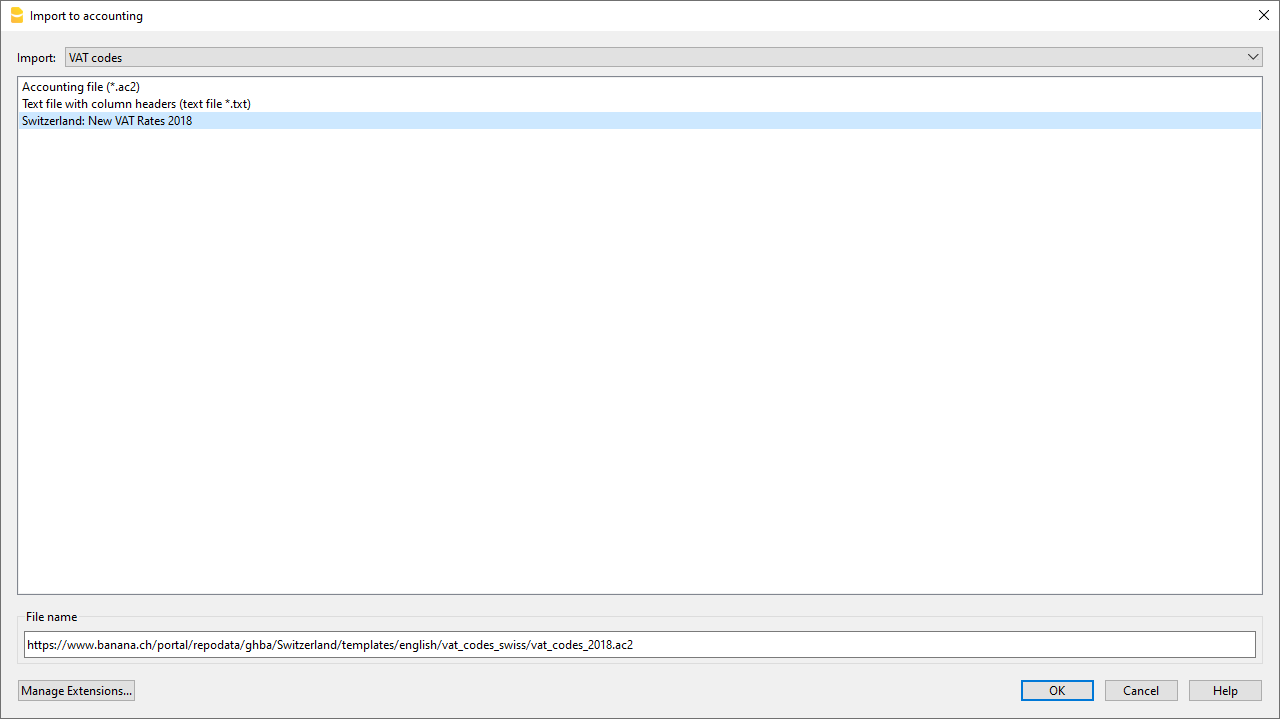 Import to accounting
Import: VAT codes
Accounting file (*.ac2)
Text file with column headers (text file *.txt)
Switzerland: New VAT Rates 2018
File name
https://www.banana.ch/portal/repodata/ghba/Switzerland/templates/english/vat_codes_swiss/vat_codes_2018.ac2
Manage Extensions... OK Cancel Help